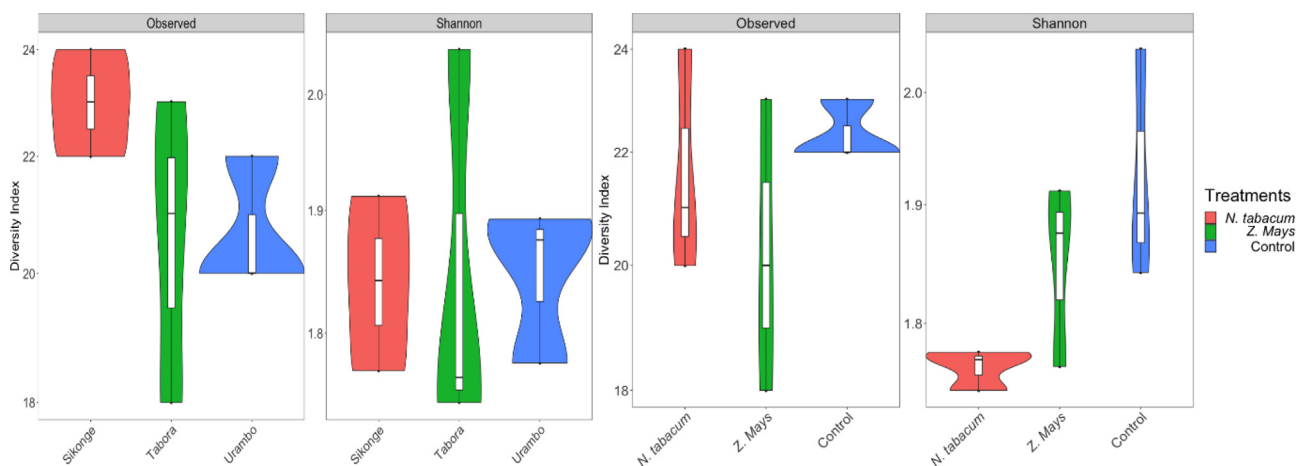 Observed
Shannon
Diversity Index
24
22
20
18
2.0
1.9
1.8
Sikonge
Tabora
Urambo
Sikonge
Tabora
Urambo
Observed
Shannon
Diversity Index
24
22
20
18
2.0
1.9
1.8
N. tabacum
Z. Mays
Control
N. tabacum
Z. Mays
Control
Treatments
N. tabacum
Z. Mays
Control